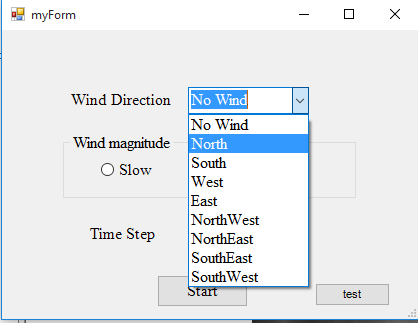 myForm
Wind Direction No Wind
No Wind
Wind magnitude North
Slow South
West
East
Time Step NorthWest
NorthEast
SouthEast
SouthWest
Start test